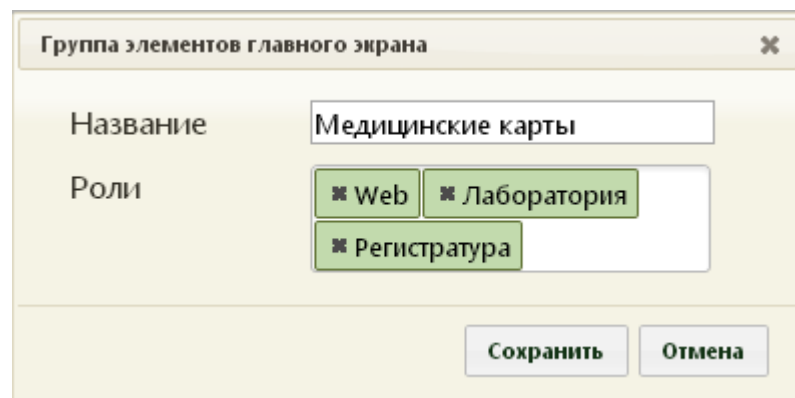 Группа элементов главного экрана
Название Медицинские карты
Роли Web Лаборатория
Регистратура
Сохранить Отмена